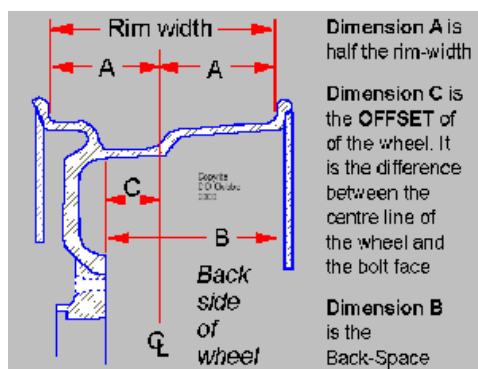 Rim width
A
A
C
B
Back
side
of
wheel
Dimension A is
half the rim-width
Dimension C is
the OFFSET of
of the wheel. It
is the difference
between the
centre line of
the wheel and
the bolt face
Dimension B
is the
Back-Space